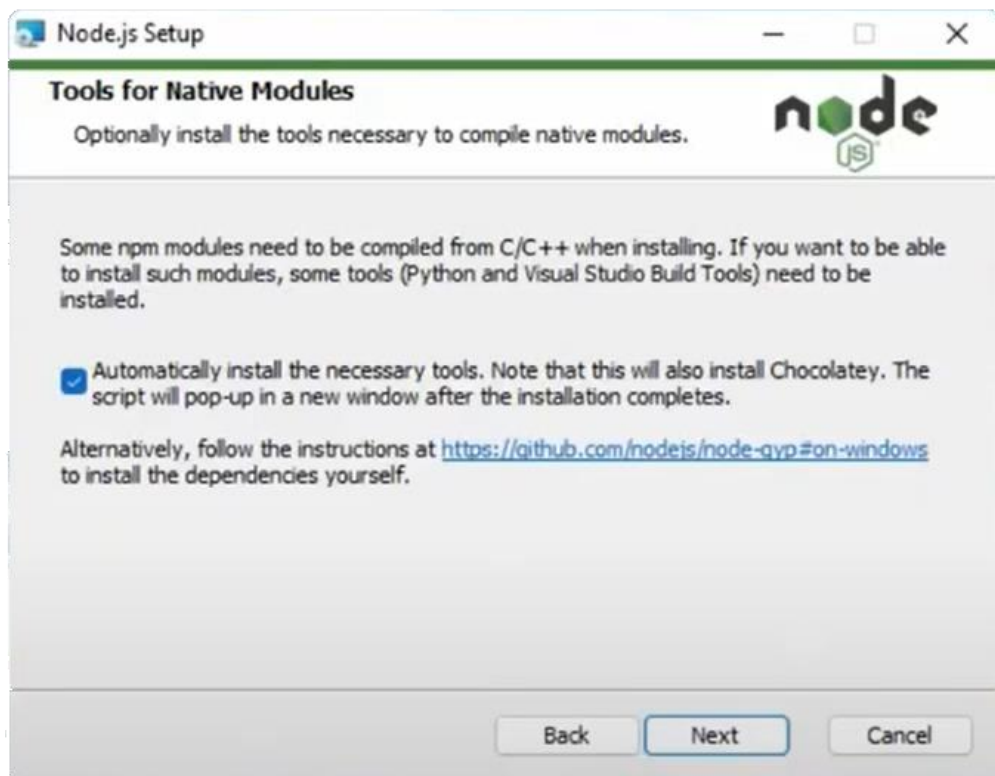 Node.js Setup
Tools for Native Modules
Optionally install the tools necessary to compile native modules.
node
JS
Some npm modules need to be compiled from C/C++ when installing. If you want to be able
to install such modules, some tools (Python and Visual Studio Build Tools) need to be
installed.
Automatically install the necessary tools. Note that this will also install Chocolatey. The
script will pop-up in a new window after the installation completes.
Alternatively, follow the instructions at https://github.com/nodejs/node-gyp#on-windows
to install the dependencies yourself.
Back
Next
Cancel